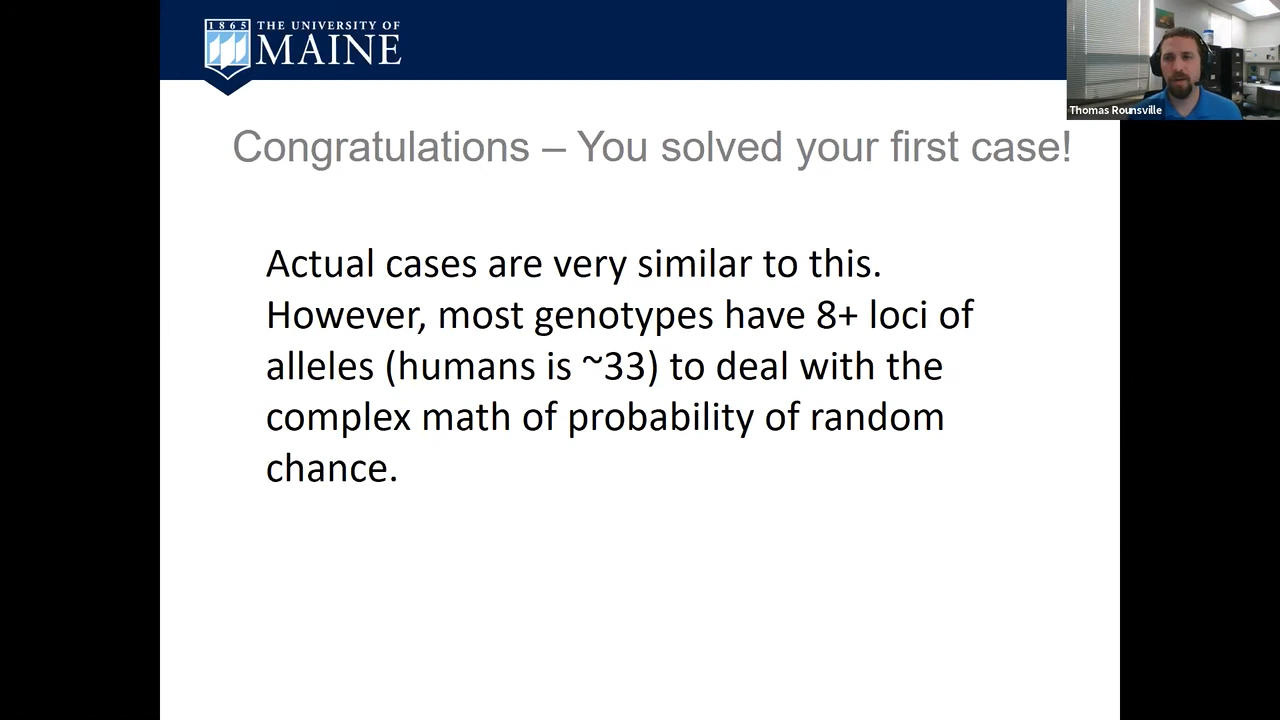 1865
THE UNIVERSITY OF
MAINE
Thomas Rounsville
Congratulations – You solved your first case!
Actual cases are very similar to this.
However, most genotypes have 8+ loci of
alleles (humans is ~33) to deal with the
complex math of probability of random
chance.